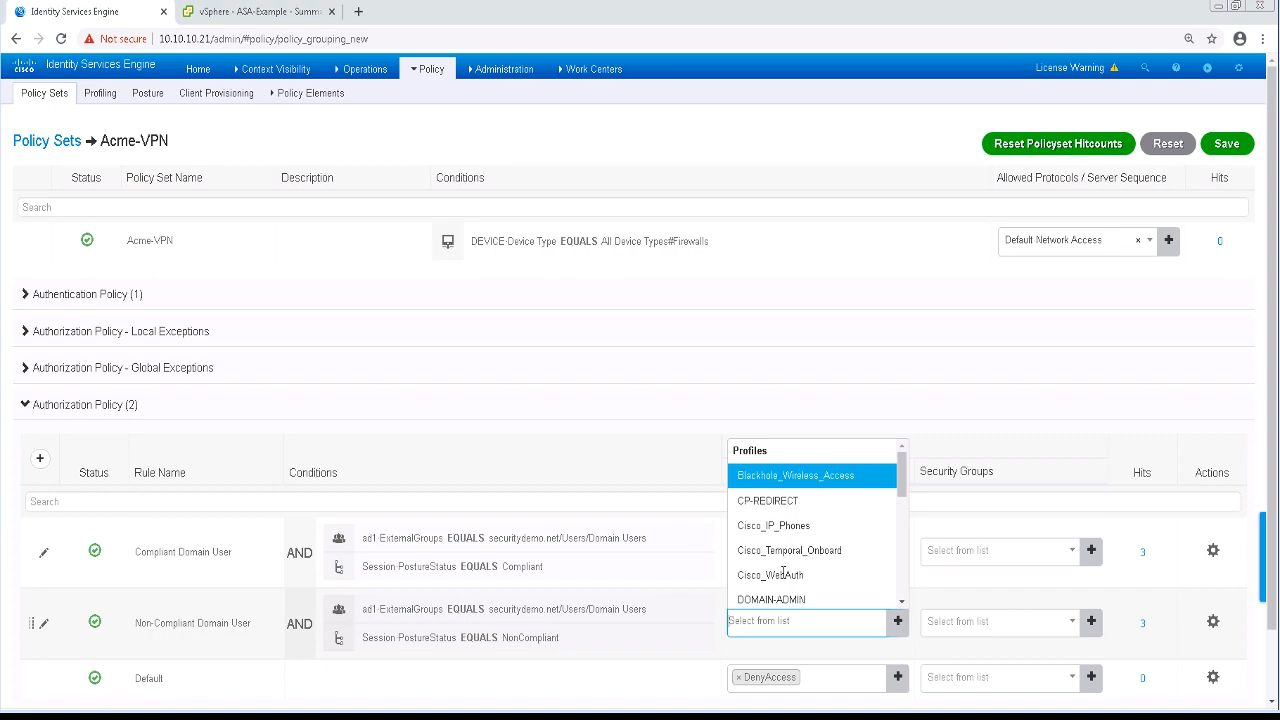 Identity Services Engine ×
vSphere - ASA-Example - Summ ×
+
Not secure
10.10.10.21/admin/#policy/policy_grouping_new
CISCO
Identity Services Engine
Home
Context Visibility
Operations
Policy
Administration
Work Centers
License Warning
Policy Sets
Profiling
Posture
Client Provisioning
Policy Elements
Policy Sets → Acme-VPN
Reset Policyset Hitcounts
Reset
Save
Status
Policy Set Name
Description
Conditions
Allowed Protocols / Server Sequence
Hits
Search
Acme-VPN
DEVICE·Device Type EQUALS All Device Types#Firewalls
Default Network Access
×
+
0
Authentication Policy (1)
Authorization Policy - Local Exceptions
Authorization Policy - Global Exceptions
Authorization Policy (2)
+
Status
Rule Name
Conditions
Security Groups
Hits
Actions
Search
Profiles
Blackhole_Wireless_Access
CP-REDIRECT
Cisco_IP_Phones
Cisco_Temporal_Onboard
Cisco_WebAuth
DOMAIN-ADMIN
Compliant Domain User
AND
ad1·ExternalGroups EQUALS securitydemo.net/Users/Domain Users
Session·PostureStatus EQUALS Compliant
Select from list
+
3
Non-Compliant Domain User
AND
ad1·ExternalGroups EQUALS securitydemo.net/Users/Domain Users
Session·PostureStatus EQUALS NonCompliant
Select from list
+
Select from list
+
3
Default
× DenyAccess
+
Select from list
+
0